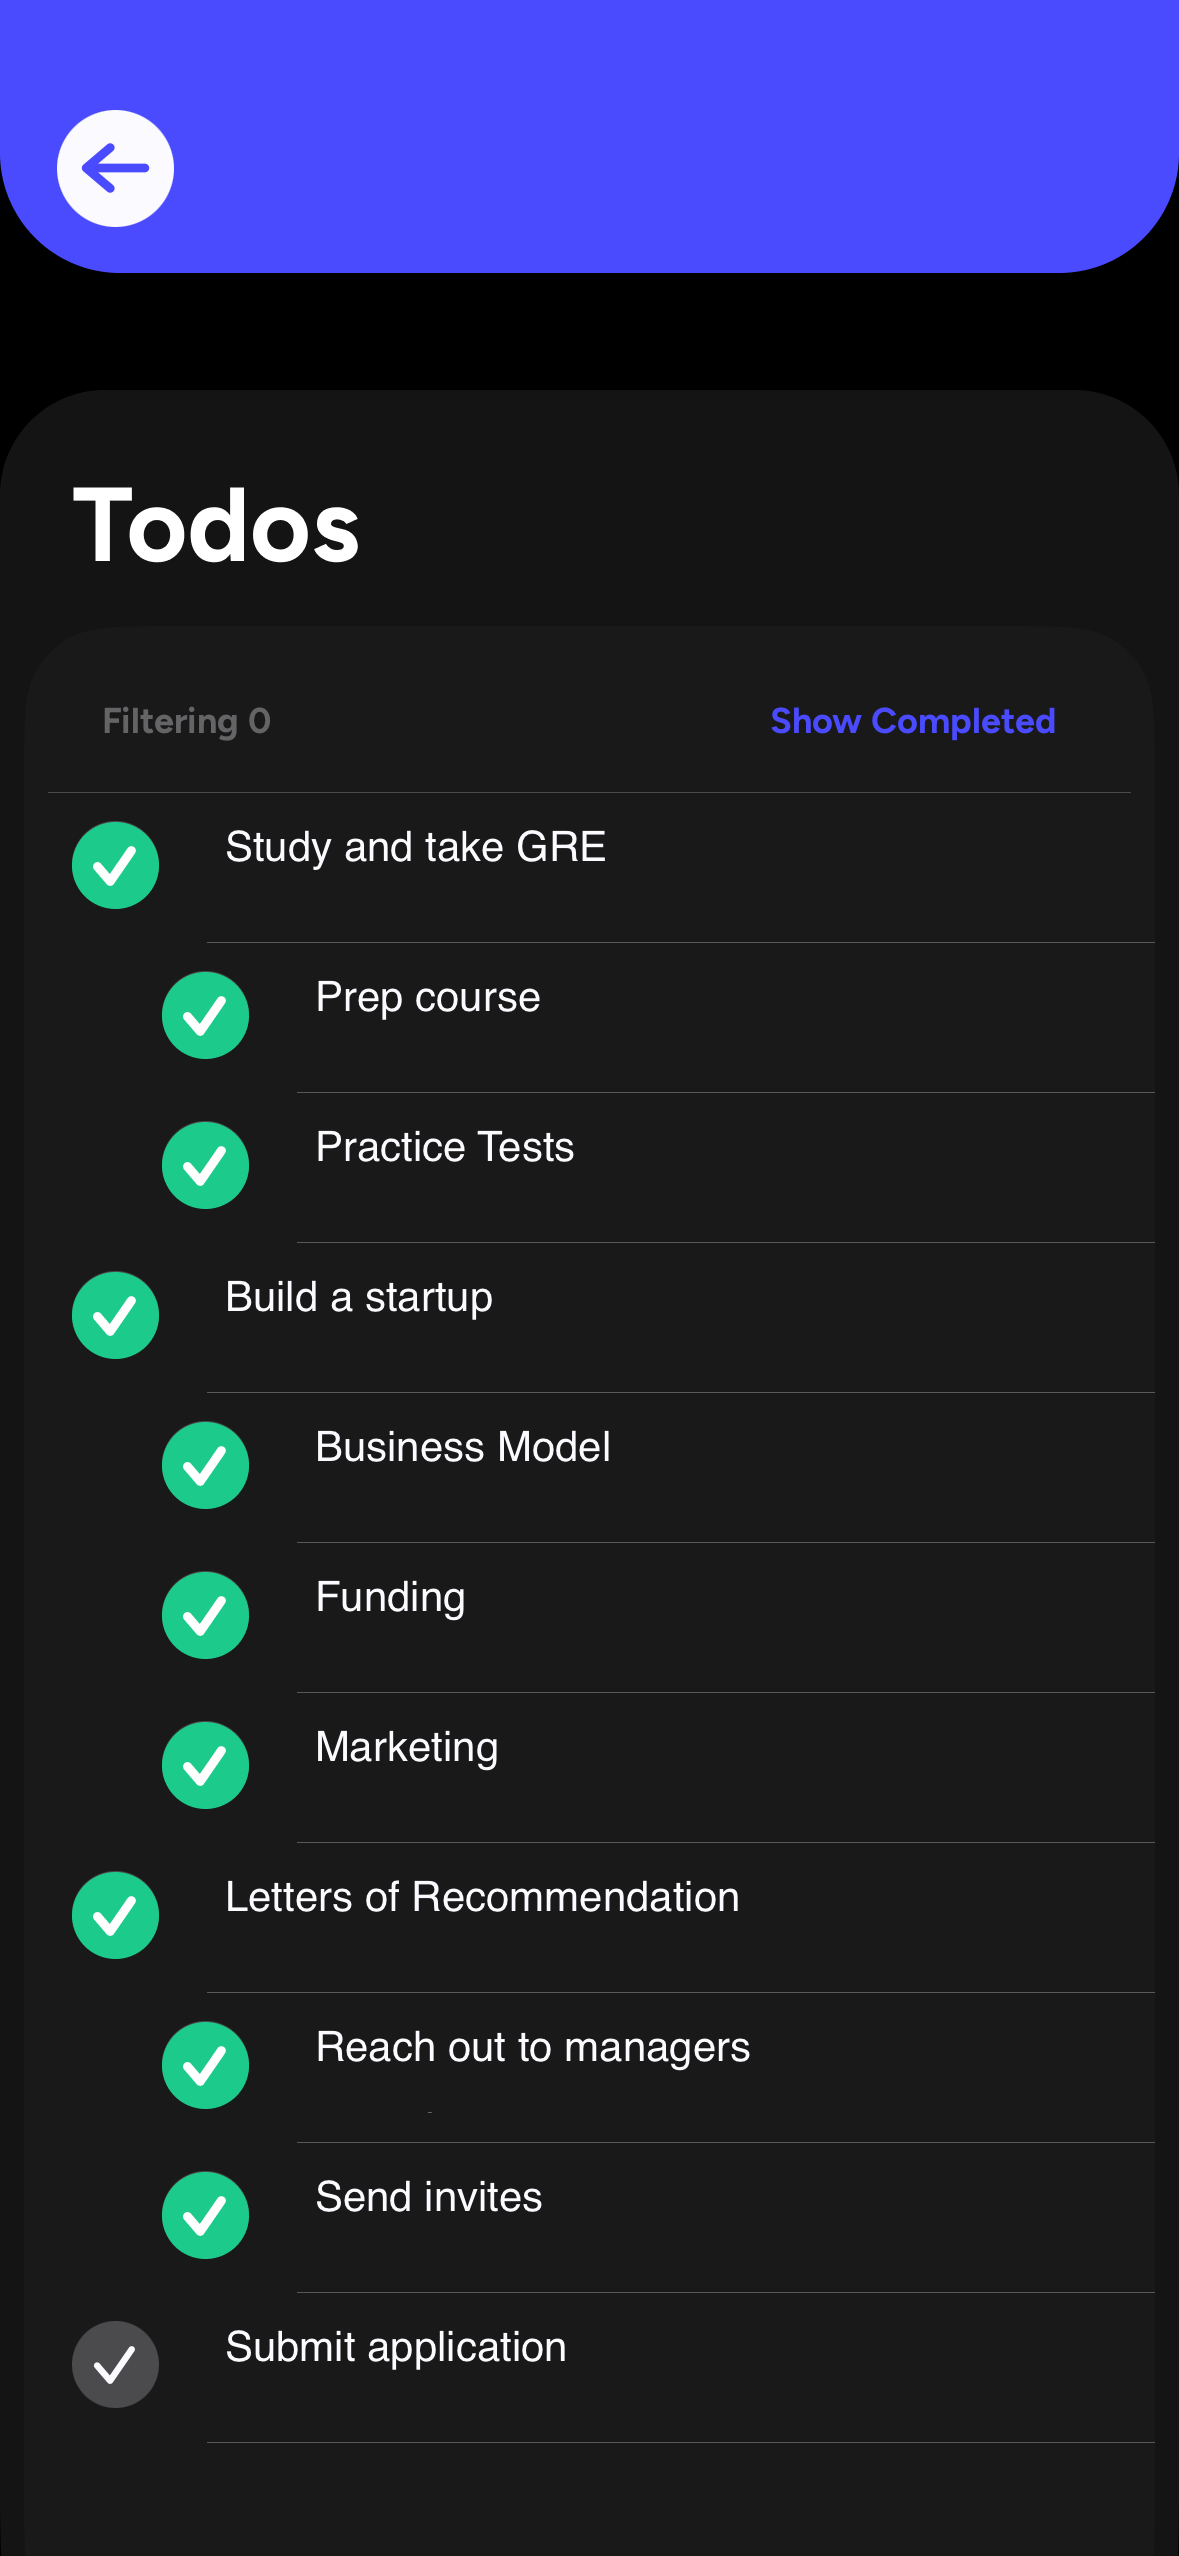 Todos
Filtering 0
Show Completed
Study and take GRE
Prep course
Practice Tests
Build a startup
Business Model
Funding
Marketing
Letters of Recommendation
Reach out to managers
Send invites
Submit application